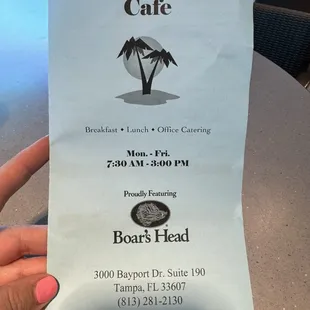 Cafe
Breakfast • Lunch • Office Catering
Mon. - Fri.
7:30 AM - 3:00 PM
Proudly Featuring
Boar's Head
3000 Bayport Dr. Suite 190
Tampa, FL 33607
(813) 281-2130